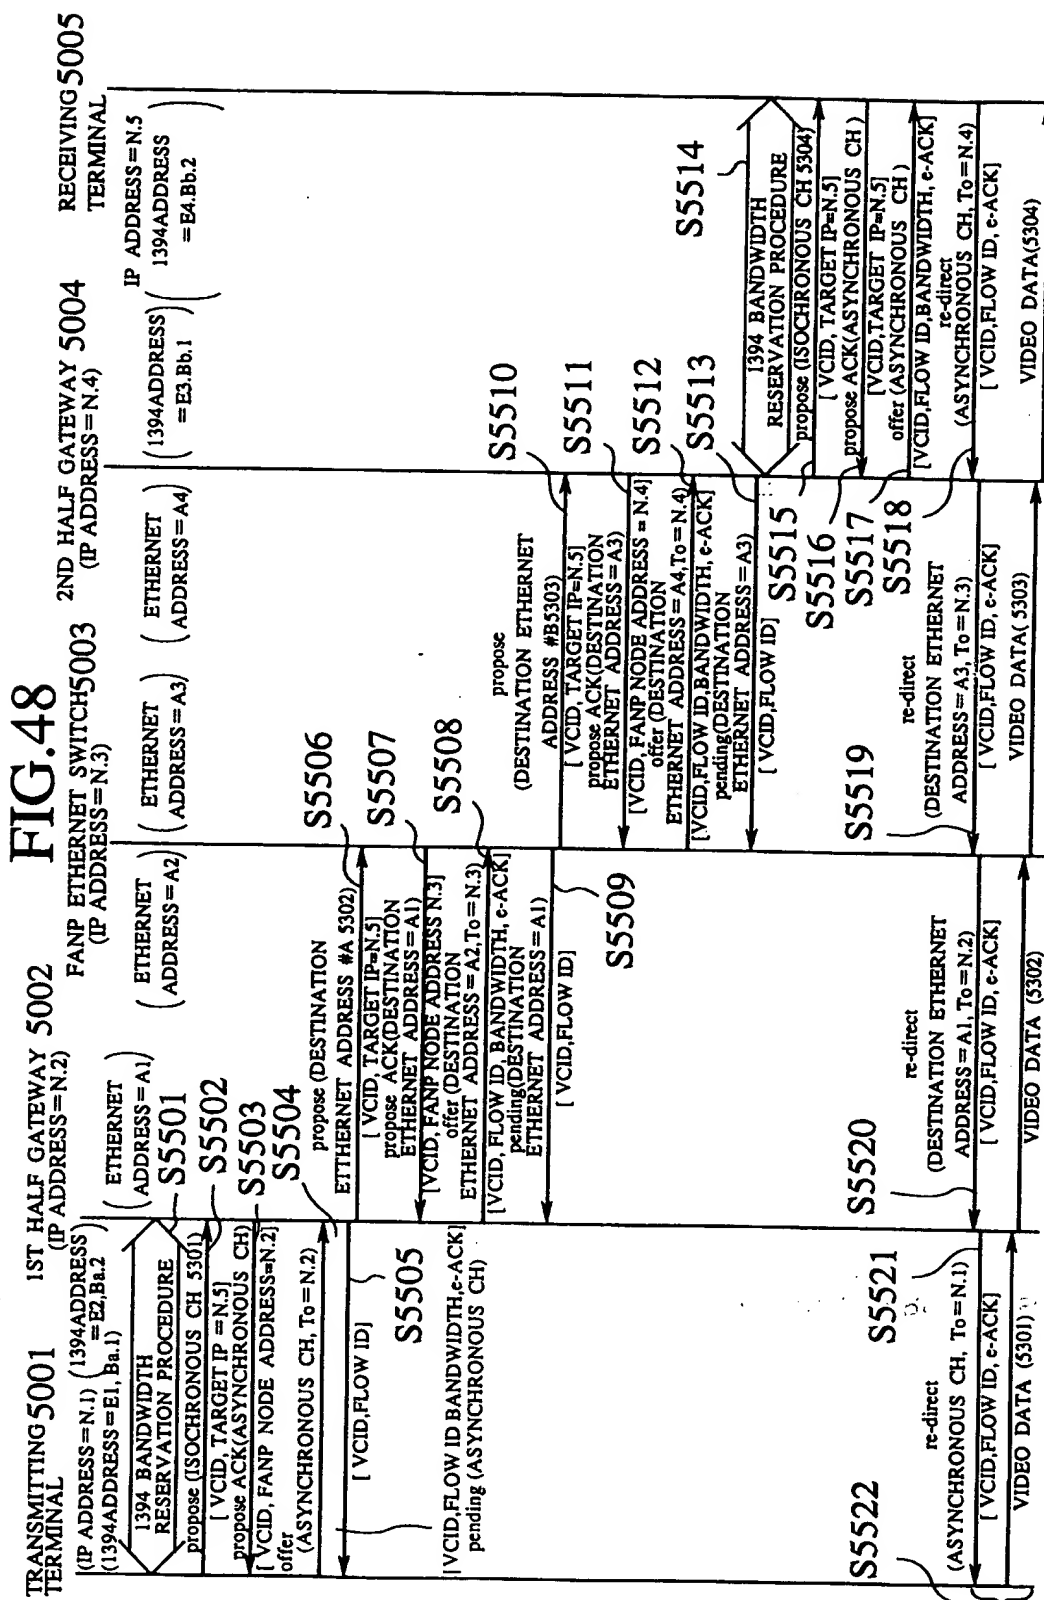 FIG.48
TRANSMITTING 5001
TERMINAL
(IP ADDRESS=N.1)
(1394ADDRESS=E1, Ba.1)
1ST HALF GATEWAY 5002
(IP ADDRESS=N.2)
(1394ADDRESS)
=E2,Ba.2
(ETHERNET
ADDRESS=A1)
FANP ETHERNET SWITCH5003
(IP ADDRESS=N.3)
(ETHERNET
ADDRESS=A2)
(ETHERNET
ADDRESS=A3)
2ND HALF GATEWAY 5004
(IP ADDRESS=N.4)
(ETHERNET
ADDRESS=A4)
(1394ADDRESS)
=E3.Bb.1
RECEIVING 5005
TERMINAL
IP ADDRESS=N.5
1394ADDRESS
=E4.Bb.2
1394 BANDWIDTH
RESERVATION PROCEDURE
S5501
propose (ISOCHRONOUS CH 5301)
S5502
[ VCID, TARGET IP =N.5]
propose ACK(ASYNCHRONOUS CH)
S5503
[ VCID, FANP NODE ADDRESS=N.2]
offer
(ASYNCHRONOUS CH, To=N.2)
S5504
[ VCID,FLOW ID]
S5505
[VCID,FLOW ID BANDWIDTH,e-ACK]
pending (ASYNCHRONOUS CH)
propose (DESTINATION
ETTHERNET ADDRESS #A 5302)
S5506
[ VCID, TARGET IP=N.5]
propose ACK(DESTINATION
ETHERNET ADDRESS=A1)
S5507
[VCID, FANP NODE ADDRESS N.3]
offer (DESTINATION
ETHERNET ADDRESS=A2,To=N.3)
S5508
[VCID, FLOW ID, BANDWIDTH, e-ACK]
pending(DESTINATION
ETHERNET ADDRESS=A1)
S5509
[ VCID,FLOW ID]
propose
(DESTINATION ETHERNET
ADDRESS #B5303)
S5510
[ VCID, TARGET IP=N.5]
propose ACK(DESTINATION
ETHERNET ADDRESS=A3)
S5511
[VCID, FANP NODE ADDRESS = N.4]
offer (DESTINATION
ETHERNET ADDRESS=A4,To=N.4)
S5512
[VCID,FLOW ID,BANDWIDTH, e-ACK]
pending(DESTINATION
ETHERNET ADDRESS=A3)
S5513
[ VCID,FLOW ID]
S5514
1394 BANDWIDTH
RESERVATION PROCEDURE
propose (ISOCHRONOUS CH 5304)
S5515
[ VCID, TARGET IP=N.5]
propose ACK(ASYNCHRONOUS CH )
S5516
[VCID,TARGET IP=N.5]
offer (ASYNCHRONOUS CH)
S5517
[VCID,FLOW ID,BANDWIDTH, e-ACK]
S5518
re-direct
(ASYNCHRONOUS CH, To=N.4)
[ VCID,FLOW ID, e-ACK]
VIDEO DATA(5304)
S5519
re-direct
(DESTINATION ETHERNET
ADDRESS=A3, To=N.3)
[ VCID,FLOW ID, e-ACK]
VIDEO DATA( 5303)
S5520
re-direct
(DESTINATION ETHERNET
ADDRESS=A1, To=N.2)
[ VCID,FLOW ID, e-ACK]
VIDEO DATA (5302)
S5521
re-direct
(ASYNCHRONOUS CH, To=N.1)
[ VCID,FLOW ID, e-ACK]
VIDEO DATA (5301)
S5522